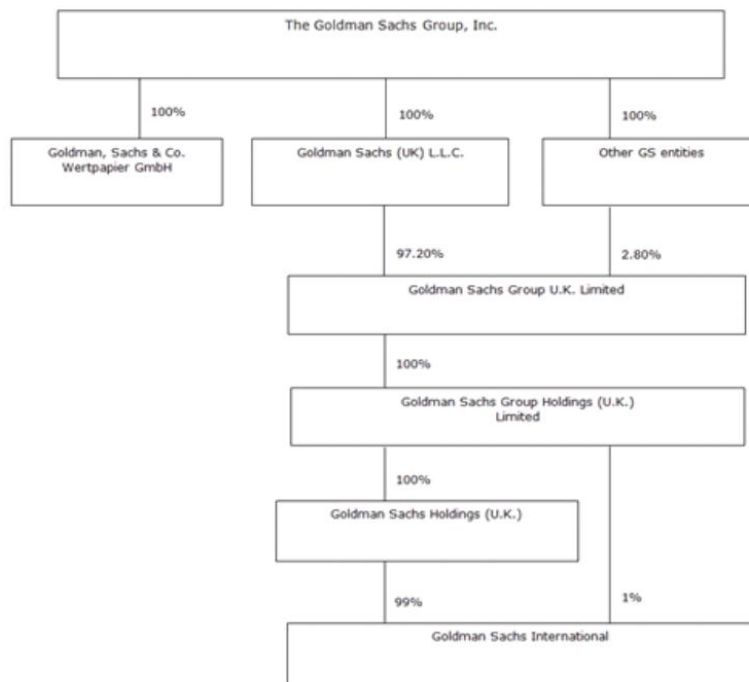 The Goldman Sachs Group, Inc.
100%
100%
100%
Goldman, Sachs & Co.
Wertpapier GmbH
Goldman Sachs (UK) L.L.C.
Other GS entities
97.20%
2.80%
Goldman Sachs Group U.K. Limited
100%
Goldman Sachs Group Holdings (U.K.)
Limited
100%
Goldman Sachs Holdings (U.K.)
99%
1%
Goldman Sachs International